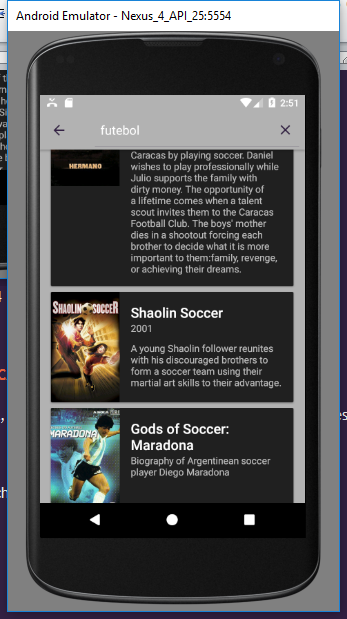 Android Emulator - Nexus_4_API_25:5554
2:51
futebol
HERMANO
Caracas by playing soccer. Daniel
wishes to play professionally while
Julio supports the family with
dirty money. The opportunity of
a lifetime comes when a talent
scout invites them to the Caracas
Football Club. The boys' mother
dies in a shootout forcing each
brother to decide what it is more
important to them:family, revenge,
or achieving their dreams.
SHAOLIN SOCCER
Shaolin Soccer
2001
A young Shaolin follower reunites
with his discouraged brothers to
form a soccer team using their
martial art skills to their advantage.
MARADONA
Gods of Soccer:
Maradona
Biography of Argentinean soccer
player Diego Maradona